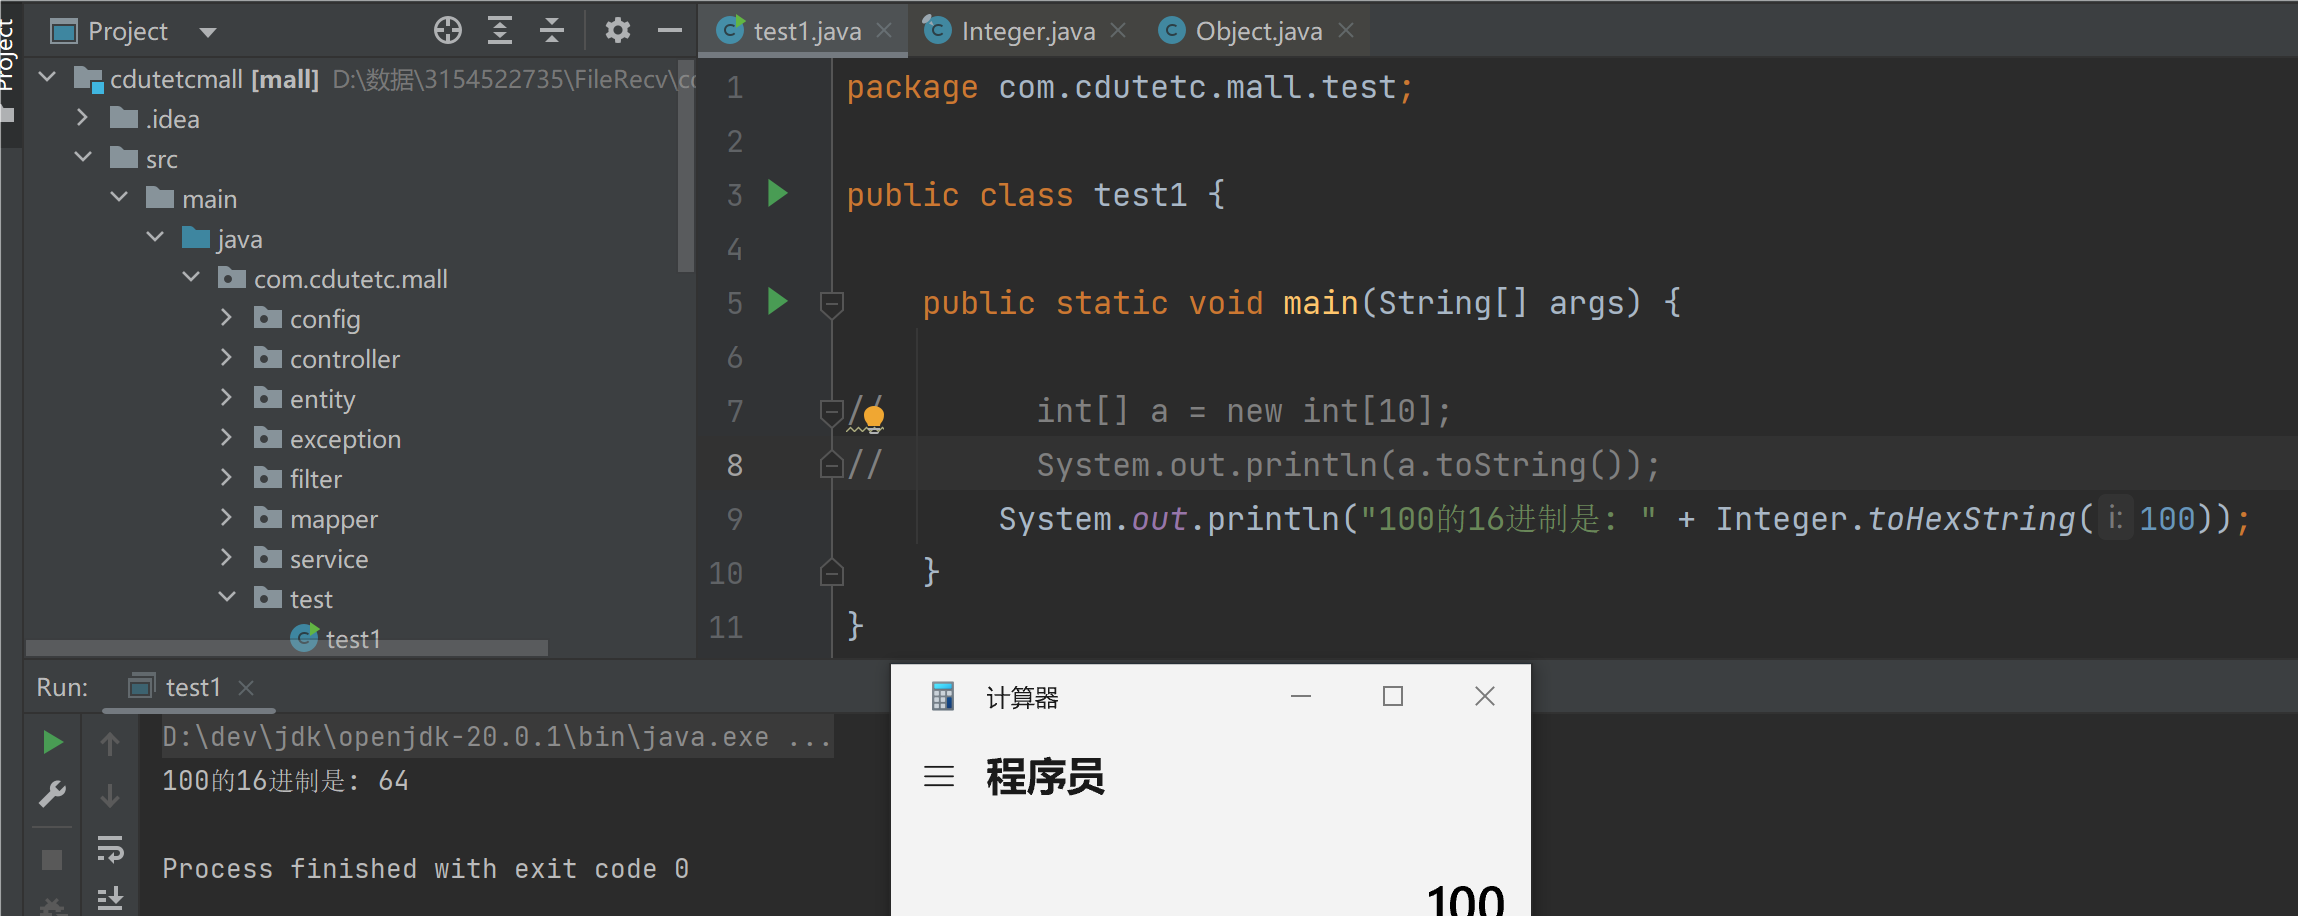 Project
Project
test1.java
Integer.java
Object.java
cdutetcmall [mall] D:\数据\3154522735\FileRecv\
.idea
src
main
java
com.cdutetc.mall
config
controller
entity
exception
filter
mapper
service
test
test1
1 package com.cdutetc.mall.test;
2
3 public class test1 {
4
5 public static void main(String[] args) {
6
7 // int[] a = new int[10];
8 // System.out.println(a.toString());
9 System.out.println("100的16进制是: " + Integer.toHexString( i: 100));
10 }
11 }
Run: test1
D:\dev\jdk\openjdk-20.0.1\bin\java.exe ...
100的16进制是: 64
Process finished with exit code 0
计算器
程序员
100